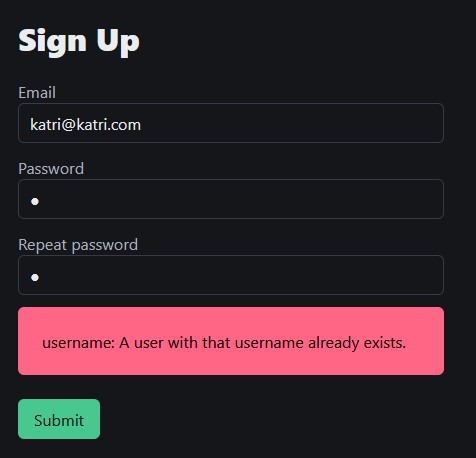 Sign Up
Email
katri@katri.com
Password
●
Repeat password
●
username: A user with that username already exists.
Submit